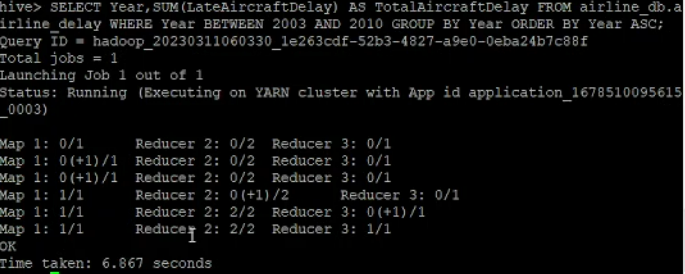 hive> SELECT Year,SUM(LateAircraftDelay) AS TotalAircraftDelay FROM airline_db.a
irline_delay WHERE Year BETWEEN 2003 AND 2010 GROUP BY Year ORDER BY Year ASC;
Query ID = hadoop_20230311060330_1e263cdf-52b3-4827-a9e0-0eba24b7c88f
Total jobs = 1
Launching Job 1 out of 1
Status: Running (Executing on YARN cluster with App id application_1678510095615
_0003)
Map 1: 0/1 Reducer 2: 0/2 Reducer 3: 0/1
Map 1: 0(+1)/1 Reducer 2: 0/2 Reducer 3: 0/1
Map 1: 0(+1)/1 Reducer 2: 0/2 Reducer 3: 0/1
Map 1: 1/1 Reducer 2: 0(+1)/2 Reducer 3: 0/1
Map 1: 1/1 Reducer 2: 2/2 Reducer 3: 0(+1)/1
Map 1: 1/1 Reducer 2: 2/2 Reducer 3: 1/1
OK
Time taken: 6.867 seconds